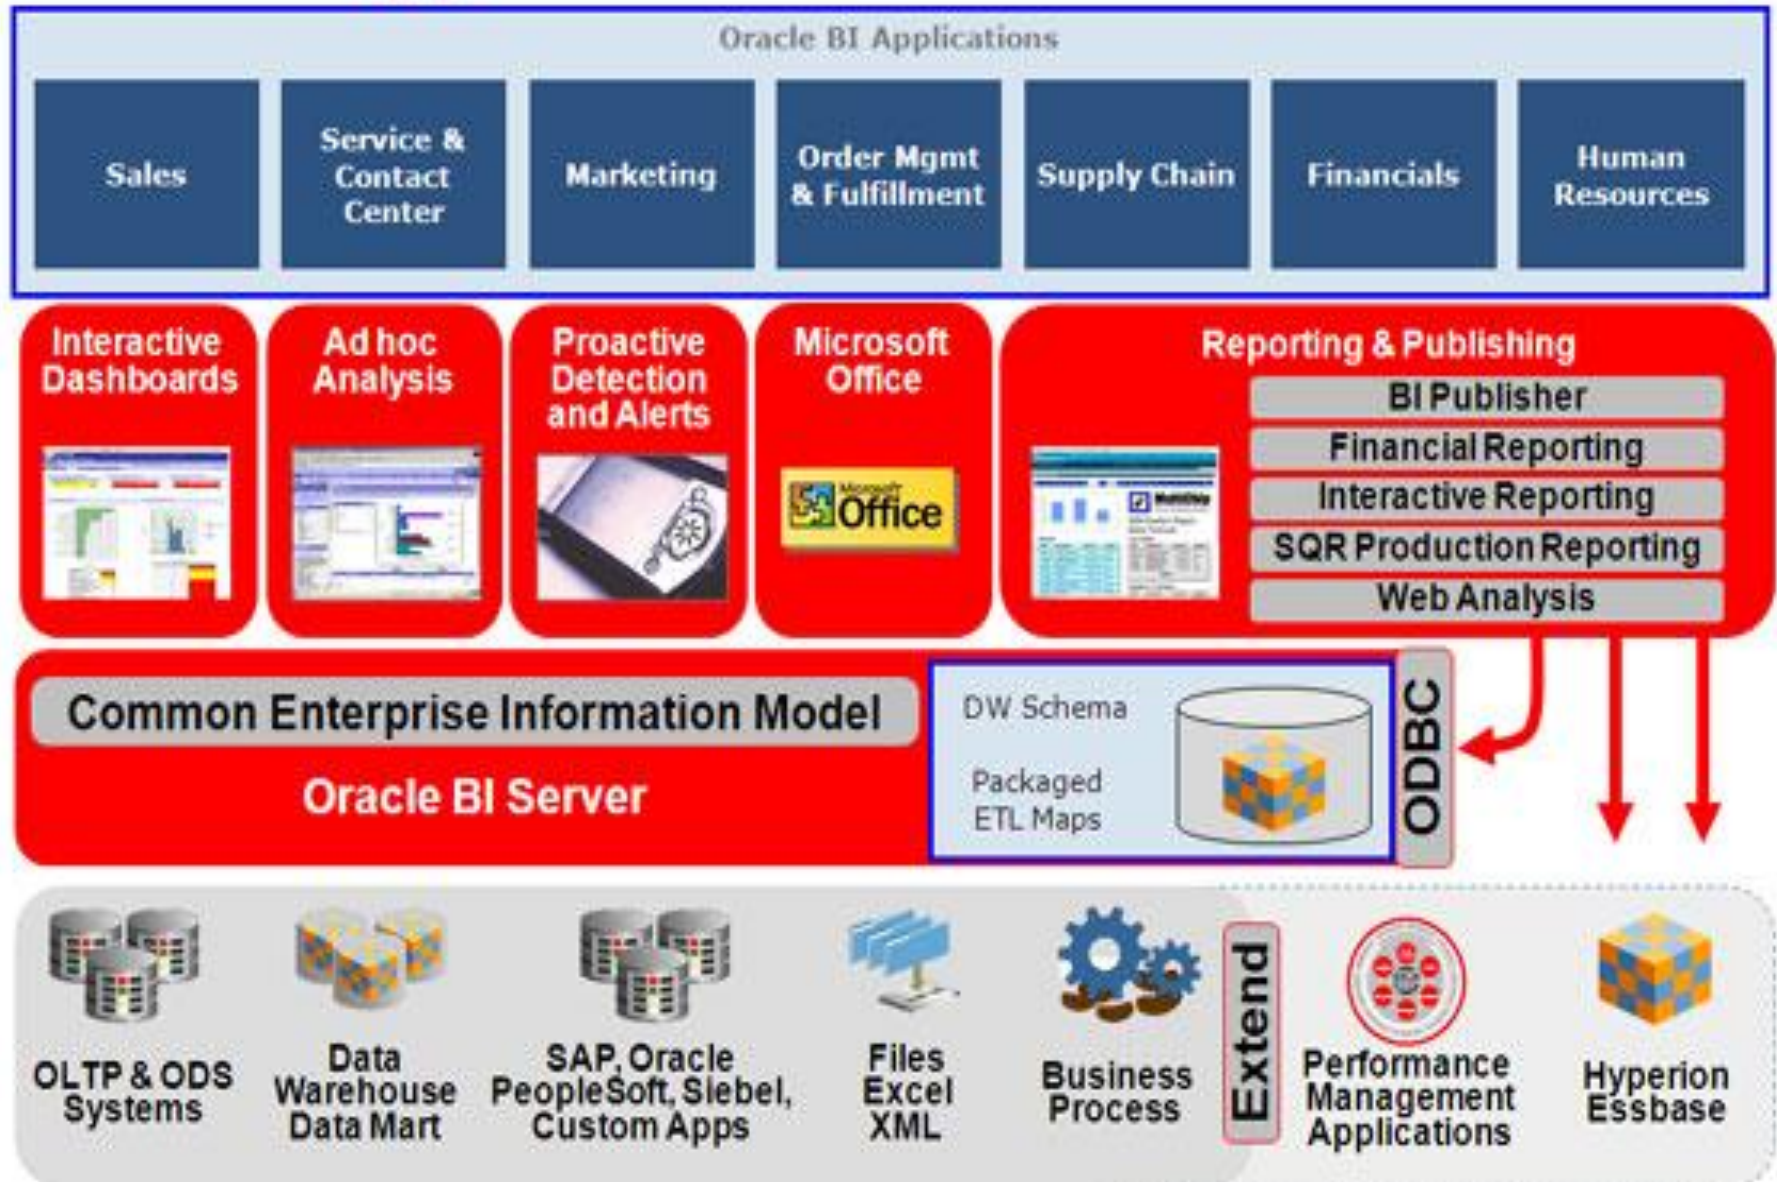 Oracle BI Applications
Sales
Service &
Contact
Center
Marketing
Order Mgmt
& Fulfillment
Supply Chain
Financials
Human
Resources
Interactive
Dashboards
Ad hoc
Analysis
Proactive
Detection
and Alerts
Microsoft
Office
Microsoft
Office
Reporting & Publishing
BI Publisher
Financial Reporting
Interactive Reporting
SQR Production Reporting
Web Analysis
Common Enterprise Information Model
Oracle BI Server
DW Schema
Packaged
ETL Maps
ODBC
OLTP & ODS
Systems
Data
Warehouse
Data Mart
SAP, Oracle
PeopleSoft, Siebel,
Custom Apps
Files
Excel
XML
Business
Process
Extend
Performance
Management
Applications
Hyperion
Essbase